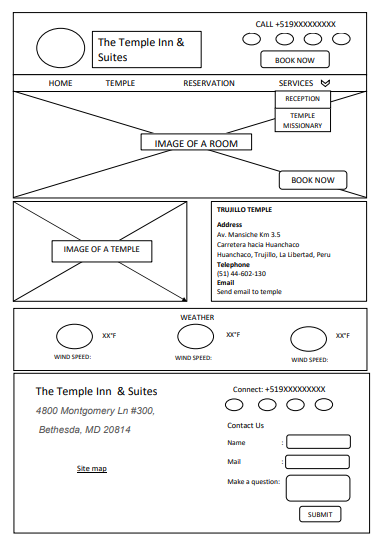 CALL +519XXXXXXXXX
The Temple Inn &
Suites
BOOK NOW
HOME TEMPLE RESERVATION SERVICES
RECEPTION
TEMPLE
MISSIONARY
IMAGE OF A ROOM
BOOK NOW
IMAGE OF A TEMPLE
TRUJILLO TEMPLE
Address
Av. Mansiche Km 3.5
Carretera hacia Huanchaco
Huanchaco, Trujillo, La Libertad, Peru
Telephone
(51) 44-602-130
Email
Send email to temple
WEATHER
XX°F XX°F XX°F
WIND SPEED: WIND SPEED: WIND SPEED:
The Temple Inn & Suites
4800 Montgomery Ln #300,
Bethesda, MD 20814
Site map
Connect: +519XXXXXXXXX
Contact Us
Name :
Mail :
Make a question:
SUBMIT